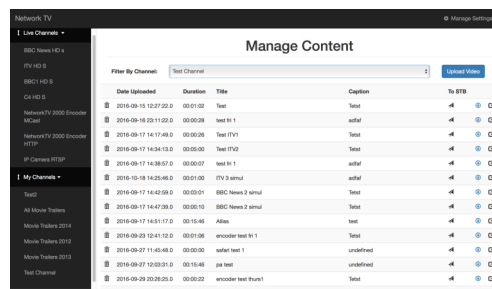 Network TV
Manage Settings
Live Channels
BBC News HD s
ITV HD S
BBC1 HD S
C4 HD S
NetworkTV 2000 Encoder
MCast
NetworkTV 2000 Encoder
HTTP
IP Camera RTSP
My Channels
Test2
All Movie Trailers
Movie Trailers 2014
Movie Trailers 2012
Movie Trailers 2013
Test Channel
Manage Content
Filter By Channel: Test Channel Upload Video
Date Uploaded Duration Title Caption To STB
2016-09-15 12:27:22.0 00:01:02 Test Tetst
2016-09-16 23:11:22.0 00:00:28 test fri 1 adfaf
2016-09-17 14:17:49.0 00:00:26 Test ITV1 Tetst
2016-09-17 14:34:13.0 00:05:00 Test ITV2 Tetst
2016-09-17 14:38:57.0 00:00:07 test fri 1 adfaf
2016-10-18 14:25:46.0 00:01:00 ITV 3 simul adfaf
2016-09-17 14:42:59.0 00:03:01 BBC News 2 simul Tetst
2016-09-17 14:47:39.0 00:00:10 BBC News 2 simul Tetst
2016-09-17 14:51:17.0 00:15:46 test
2016-09-23 12:41:12.0 00:01:06 encoder test fri 1 Tetst
2016-09-27 11:45:48.0 00:00:00 safari test 1 undefined
2016-09-27 12:03:31.0 00:15:46 pa test undefined
2016-09-29 20:26:25.0 00:00:22 encoder test thurs1 Tetst